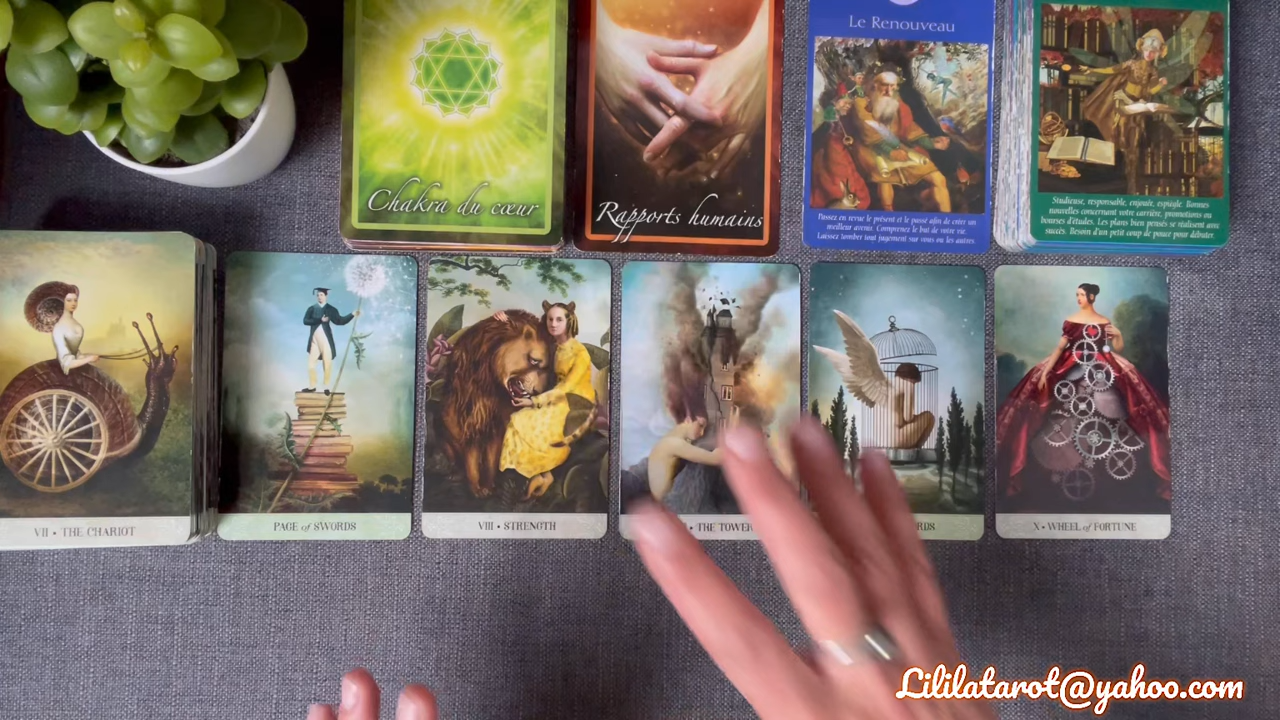 Chakra du cœur
Rapports humains
Le Renouveau
Passez en revue le présent et le passé afin de créer un
meilleur avenir. Comprenez le but de votre vie.
Laissez tomber tout jugement sur vous ou les autres.
Studieuse, responsable, enjouée, espiègle. Bonnes
nouvelles concernant votre carrière, promotions ou
bourses d'études. Les plans bien pensés se réalisent avec
succès. Besoin d'un petit coup de pouce pour débuter.
VII • THE CHARIOT
PAGE of SWORDS
VIII • STRENGTH
• THE TOWER
X • WHEEL of FORTUNE
Lililatarot@yahoo.com